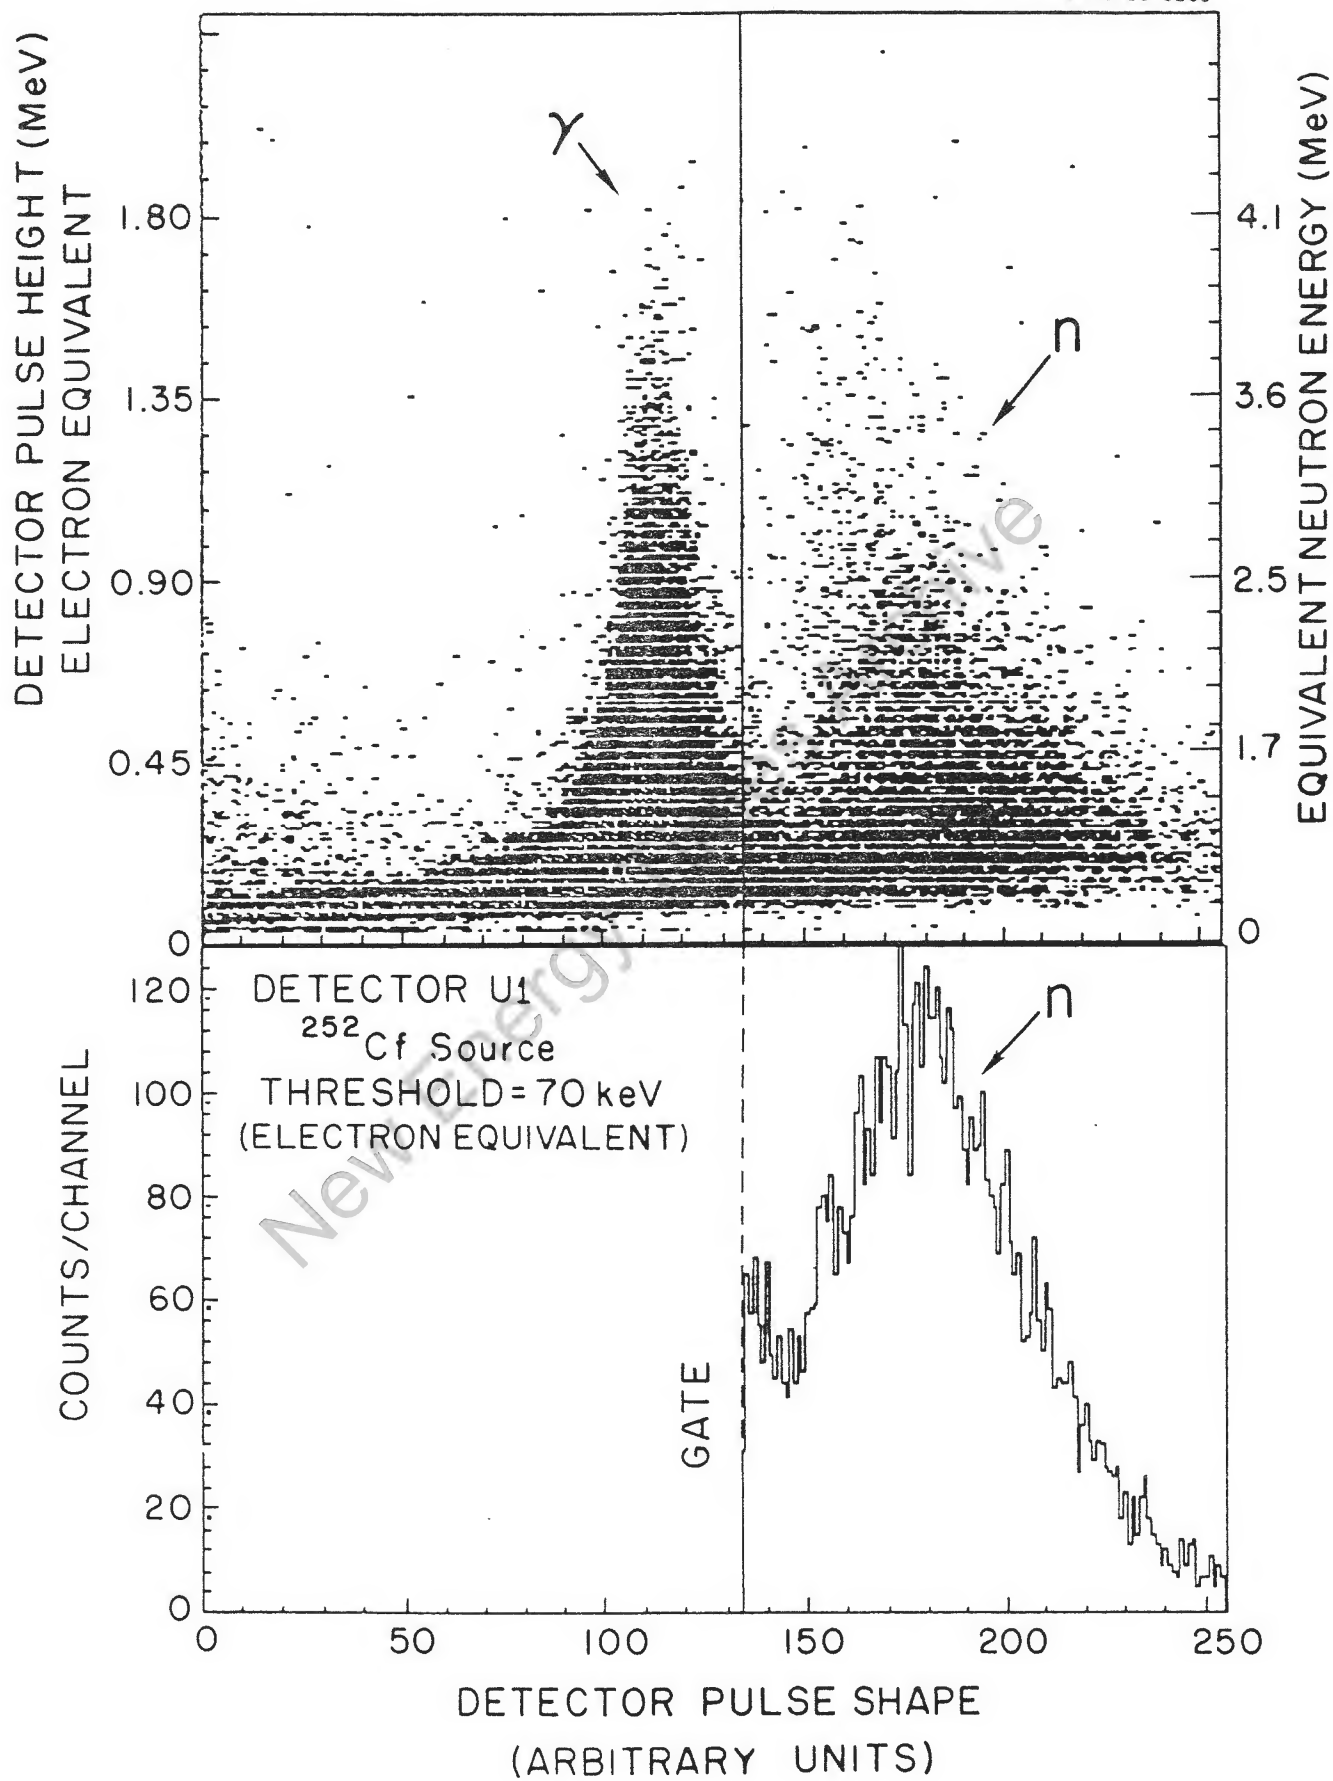 DETECTOR PULSE HEIGHT (MeV)
ELECTRON EQUIVALENT
1.80
1.35
0.90
0.45
0
γ
n
4.1
3.6
2.5
1.7
0
EQUIVALENT NEUTRON ENERGY (MeV)
COUNTS/CHANNEL
120
100
80
60
40
20
0
DETECTOR U1
252Cf Source
THRESHOLD = 70 keV
(ELECTRON EQUIVALENT)
GATE
n
0 50 100 150 200 250
DETECTOR PULSE SHAPE
(ARBITRARY UNITS)
New Energy Times Archive